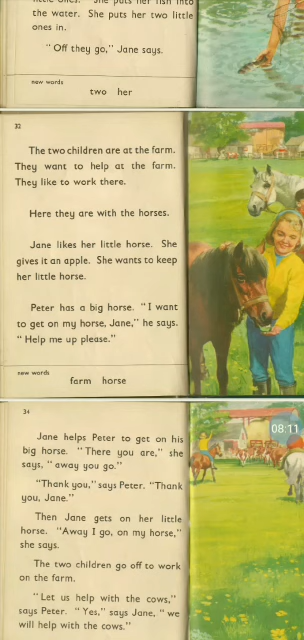 little ones." She puts her fish into
the water. She puts her two little
ones in.
"Off they go," Jane says.
new words
two her
32
The two children are at the farm.
They want to help at the farm.
They like to work there.
Here they are with the horses.
Jane likes her little horse. She
gives it an apple. She wants to keep
her little horse.
Peter has a big horse. "I want
to get on my horse, Jane," he says.
"Help me up please."
new words
farm horse
34
08:11
Jane helps Peter to get on his
big horse. "There you are," she
says, "away you go."
"Thank you," says Peter. "Thank
you, Jane."
Then Jane gets on her little
horse. "Away I go, on my horse,"
she says.
The two children go off to work
on the farm.
"Let us help with the cows,"
says Peter. "Yes," says Jane, "we
will help with the cows."